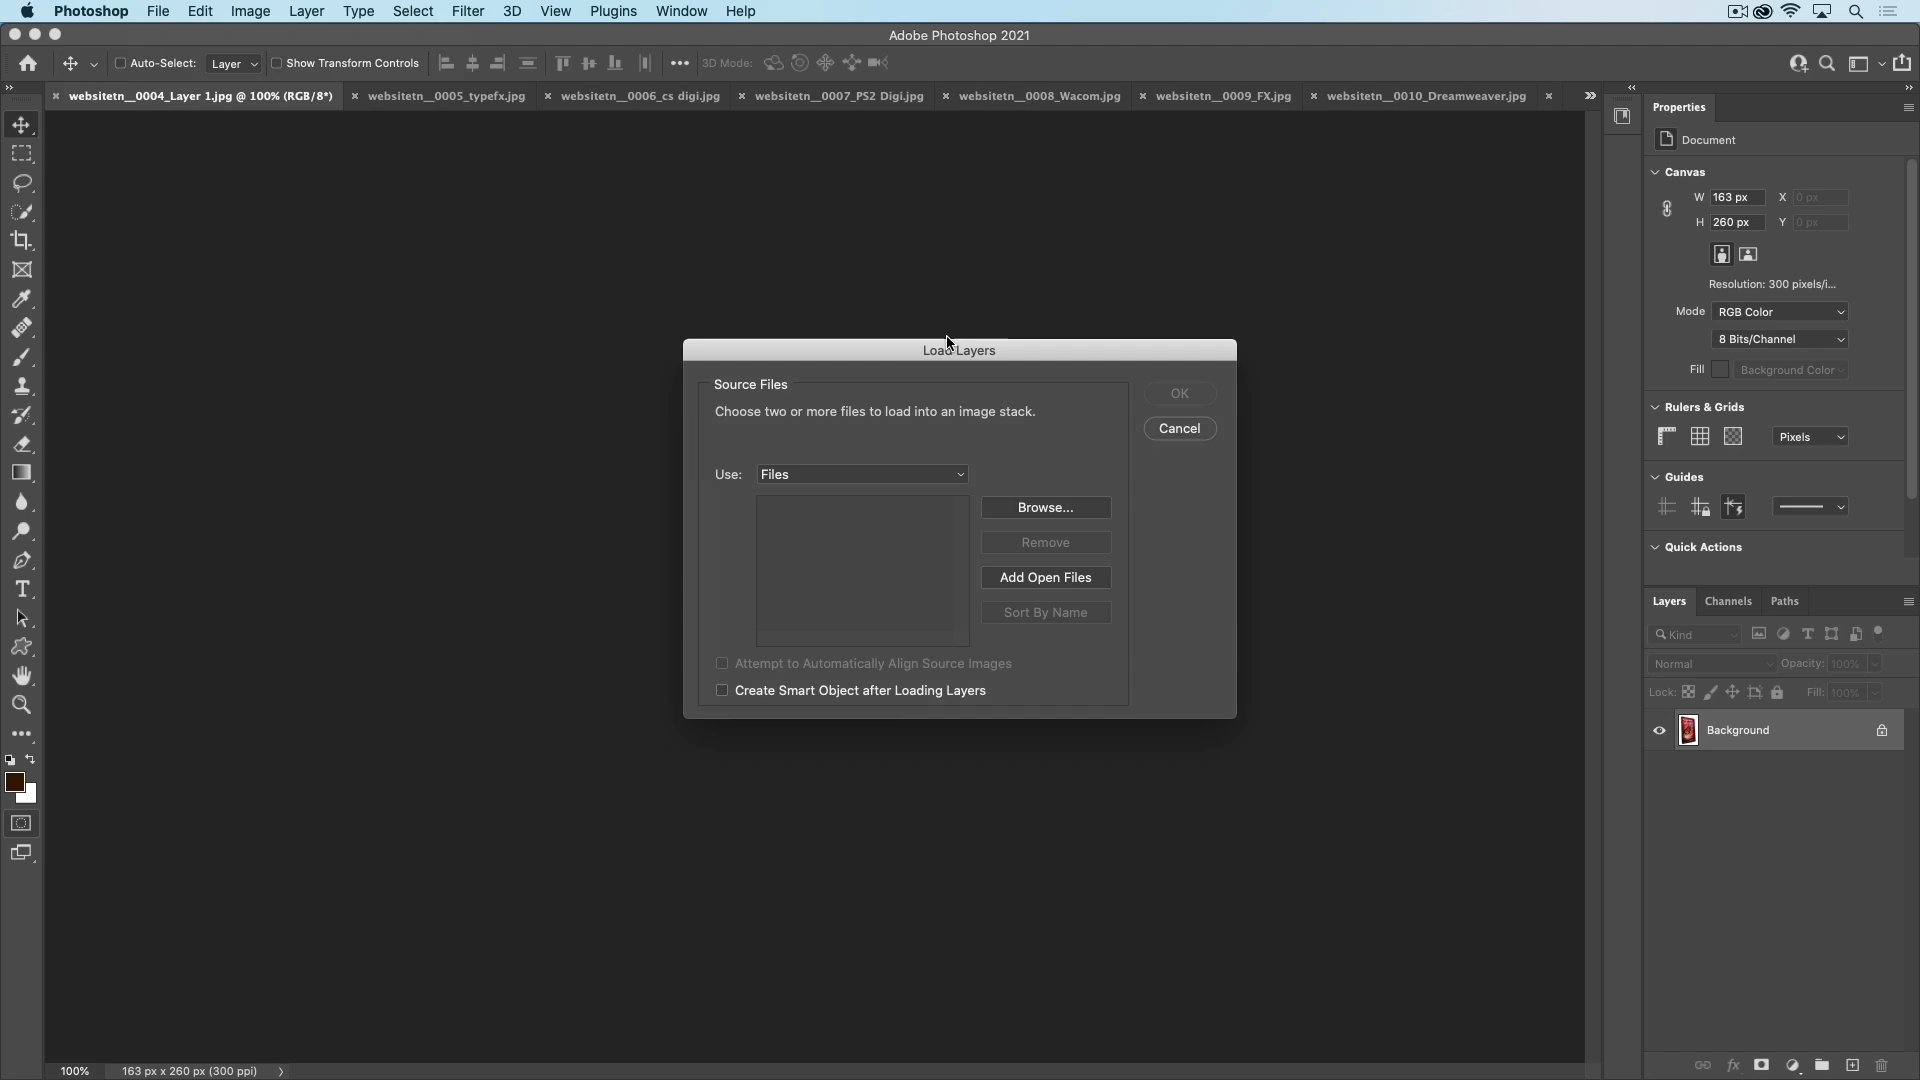 Photoshop File Edit Image Layer Type Select Filter 3D View Plugins Window Help
Adobe Photoshop 2021
Auto-Select: Layer Show Transform Controls 3D Mode:
websitetn__0004_Layer 1.jpg @ 100% (RGB/8*) websitetn__0005_typefx.jpg websitetn__0006_cs digi.jpg websitetn__0007_PS2 Digi.jpg websitetn__0008_Wacom.jpg websitetn__0009_FX.jpg websitetn__0010_Dreamweaver.jpg
Load Layers
Source Files
Choose two or more files to load into an image stack.
OK
Cancel
Use: Files
Browse...
Remove
Add Open Files
Sort By Name
Attempt to Automatically Align Source Images
Create Smart Object after Loading Layers
Properties
Document
Canvas
W 163 px X 0 px
H 260 px Y 0 px
Resolution: 300 pixels/i...
Mode RGB Color
8 Bits/Channel
Fill Background Color
Rulers & Grids
Pixels
Guides
Quick Actions
Layers Channels Paths
Kind
Normal Opacity: 100%
Lock: Fill: 100%
Background
fx
100% 163 px x 260 px (300 ppi)